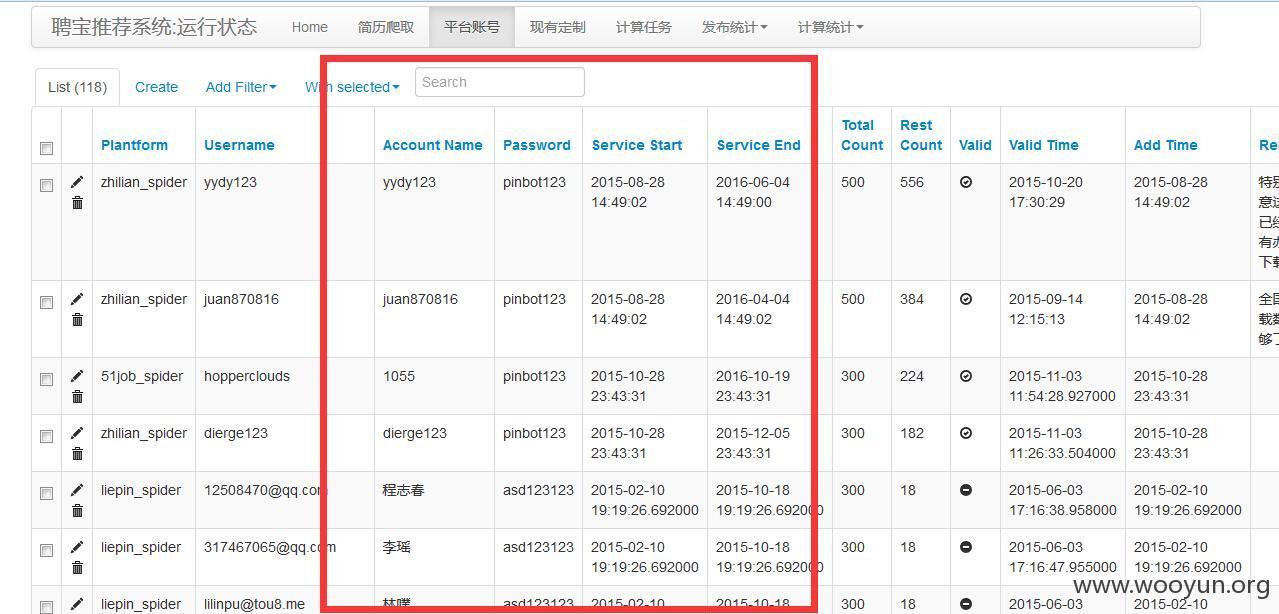 聘宝推荐系统:运行状态 Home 简历爬取 平台账号 现有定制 计算任务 发布统计 计算统计
List (118) Create Add Filter With selected Search
Plantform Username Account Name Password Service Start Service End Total Count Rest Count Valid Valid Time Add Time Re
zhilian_spider yydy123 yydy123 pinbot123 2015-08-28 2016-06-04 500 556 2015-10-20 2015-08-28
14:49:02 14:49:00 17:30:29 14:49:02
已经
下载
zhilian_spider juan870816 juan870816 pinbot123 2015-08-28 2016-04-04 500 384 2015-09-14 2015-08-28 全国
14:49:02 14:49:02 12:15:13 14:49:02 载数
够了
51job_spider hopperclouds 1055 pinbot123 2015-10-28 2016-10-19 300 224 2015-11-03 2015-10-28
23:43:31 23:43:31 11:54:28.927000 23:43:31
zhilian_spider dierge123 dierge123 pinbot123 2015-10-28 2015-12-05 300 182 2015-11-03 2015-10-28
23:43:31 23:43:31 11:26:33.504000 23:43:31
liepin_spider 12508470@qq.com 程志春 asd123123 2015-02-10 2015-10-18 300 18 2015-06-03 2015-02-10
19:19:26.692000 19:19:26.692000 17:16:38.958000 19:19:26.692000
liepin_spider 317467065@qq.com 李瑶 asd123123 2015-02-10 2015-10-18 300 18 2015-06-03 2015-02-10
19:19:26.692000 19:19:26.692000 17:16:47.955000 19:19:26.692000
liepin_spider lilinpu@tou8.me asd123123 2015-02-10 2015-10-18 300 18 2015-06-03 2015-02-10
www.wooyun.org